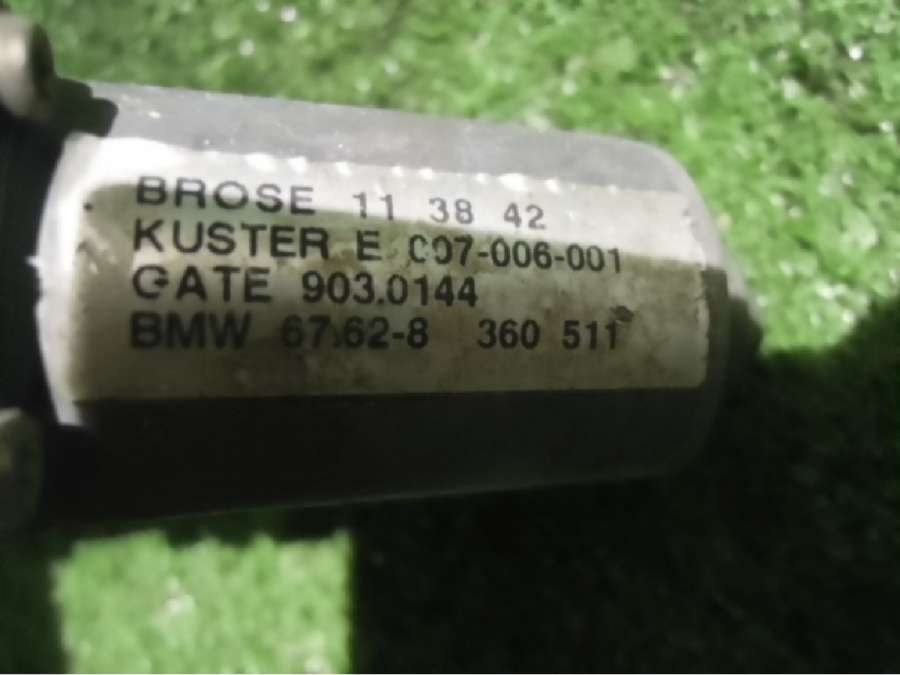 BROSE 11 38 42
KUSTER E 007-006-001
GATE 903.0144
BMW 67.62-8 360 511